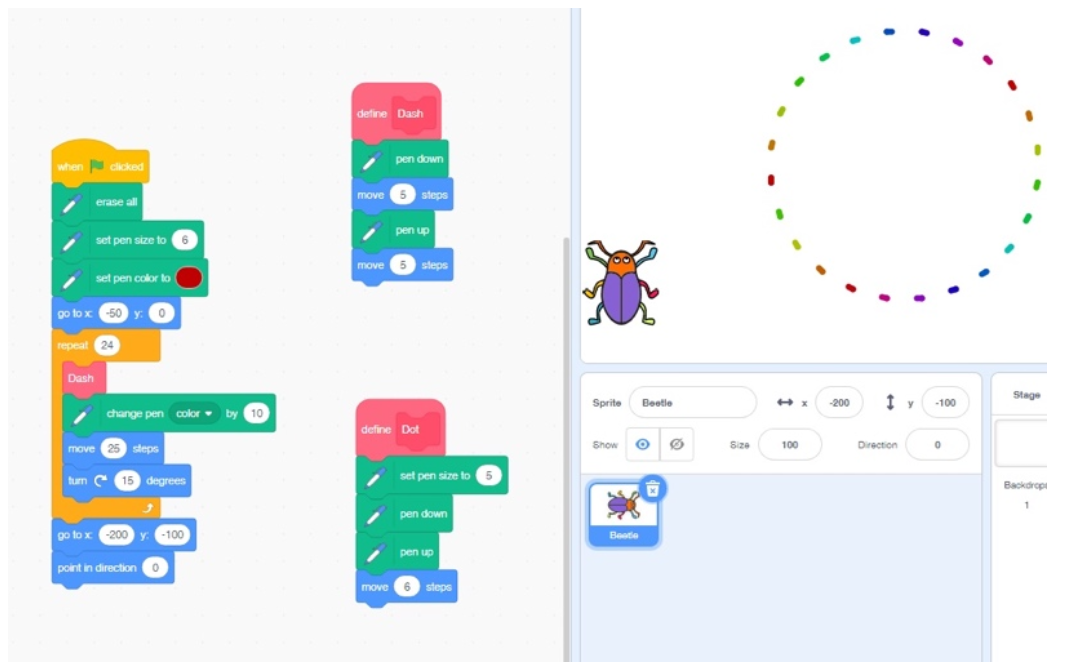 when clicked
erase all
set pen size to 6
set pen color to
go to x: -50 y: 0
repeat 24
Dash
change pen color by 10
move 25 steps
turn 15 degrees
go to x: -200 y: -100
point in direction 0
define Dash
pen down
move 5 steps
pen up
move 5 steps
define Dot
set pen size to 5
pen down
pen up
move 6 steps
Sprite Beetle x -200 y -100
Show Size 100 Direction 0
Beetle
Stage
Backdrops
1